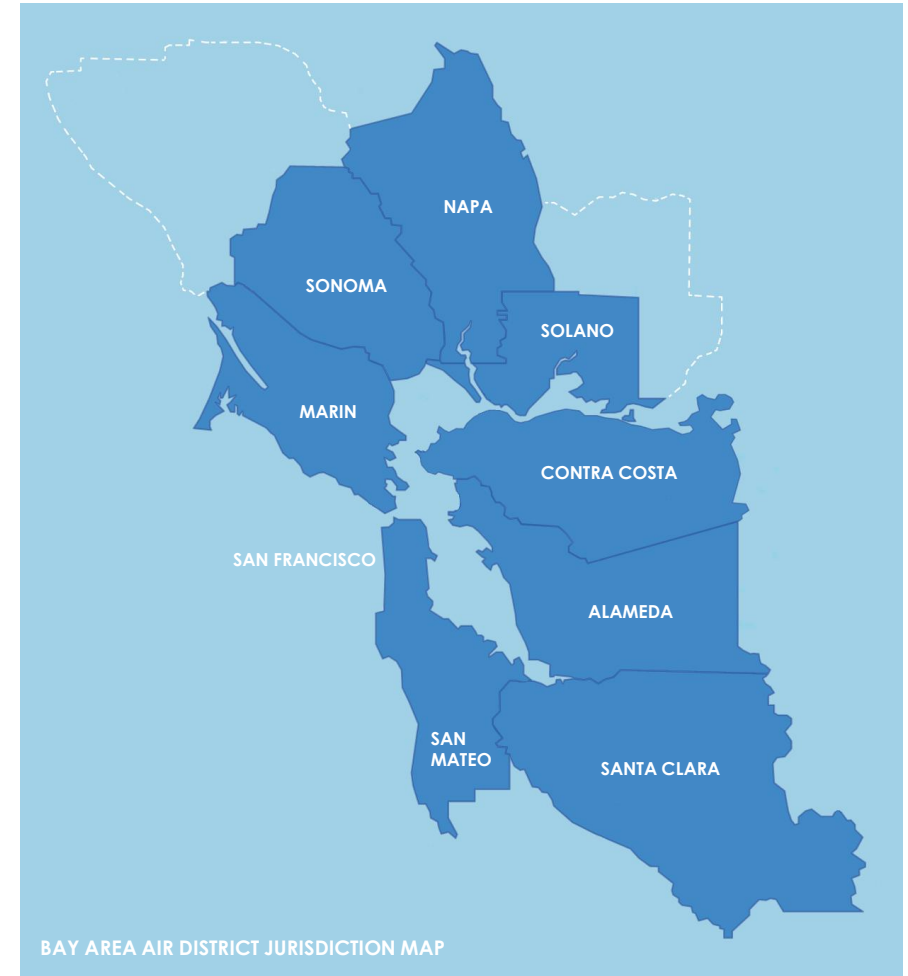 NAPA
SONOMA
SOLANO
MARIN
CONTRA COSTA
SAN FRANCISCO
ALAMEDA
SAN
MATEO
SANTA CLARA
BAY AREA AIR DISTRICT JURISDICTION MAP